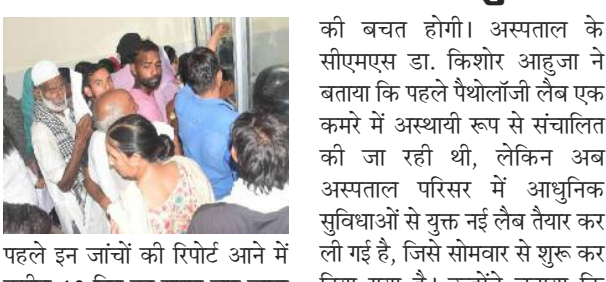 पहले इन जांचों की रिपोर्ट आने में
की बचत होगी। अस्पताल के
सीएमएस डा. किशोर आहुजा ने
बताया कि पहले पैथोलॉजी लैब एक
कमरे में अस्थायी रूप से संचालित
की जा रही थी, लेकिन अब
अस्पताल परिसर में आधुनिक
सुविधाओं से युक्त नई लैब तैयार कर
ली गई है, जिसे सोमवार से शुरू कर